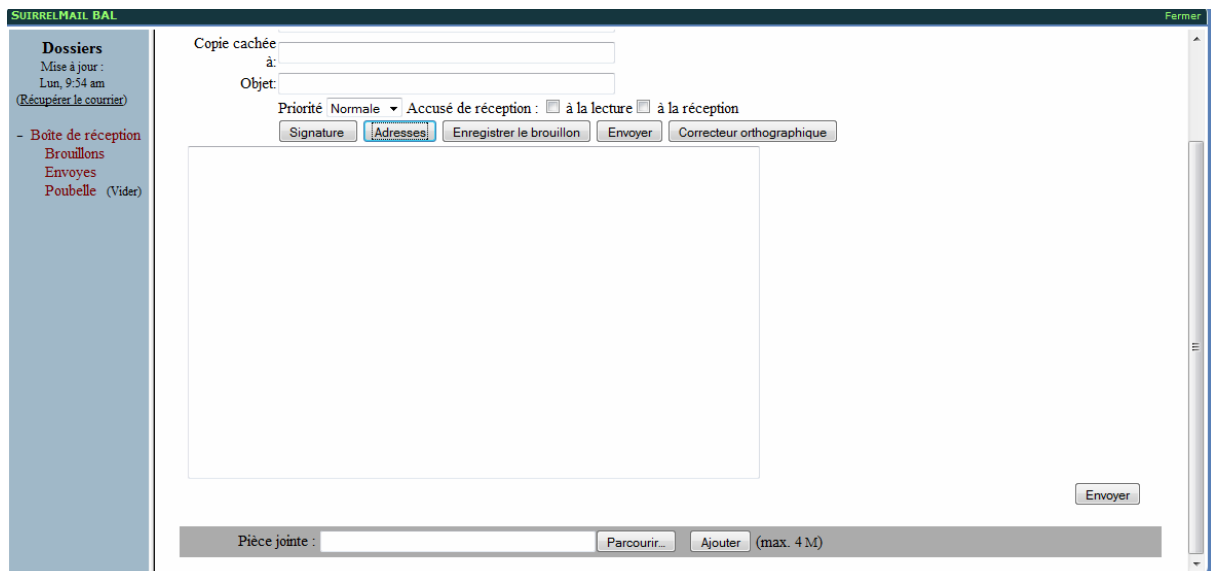 SUIRRELMAIL BAL Fermer
Dossiers
Mise à jour :
Lun, 9:54 am
(Récupérer le courrier)
− Boîte de réception
Brouillons
Envoyes
Poubelle (Vider)
Copie cachée
à:
Objet:
Priorité Normale Accusé de réception : à la lecture à la réception
Signature Adresses Enregistrer le brouillon Envoyer Correcteur orthographique
Envoyer
Pièce jointe : Parcourir... Ajouter (max. 4 M)